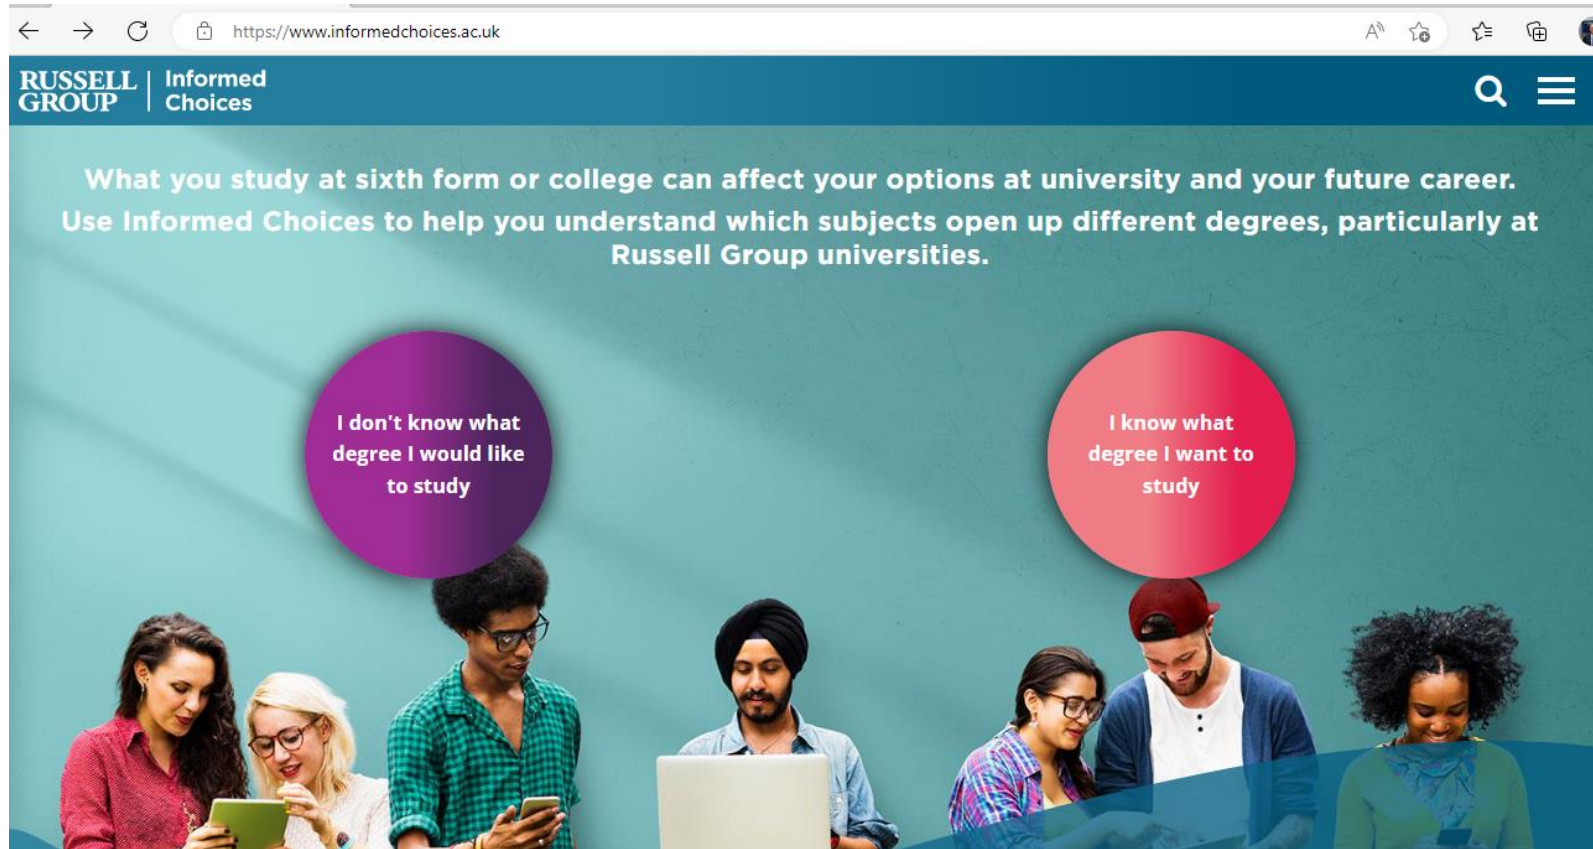 https://www.informedchoices.ac.uk
RUSSELL GROUP
Informed Choices
What you study at sixth form or college can affect your options at university and your future career.
Use Informed Choices to help you understand which subjects open up different degrees, particularly at
Russell Group universities.
I don't know what
degree I would like
to study
I know what
degree I want to
study